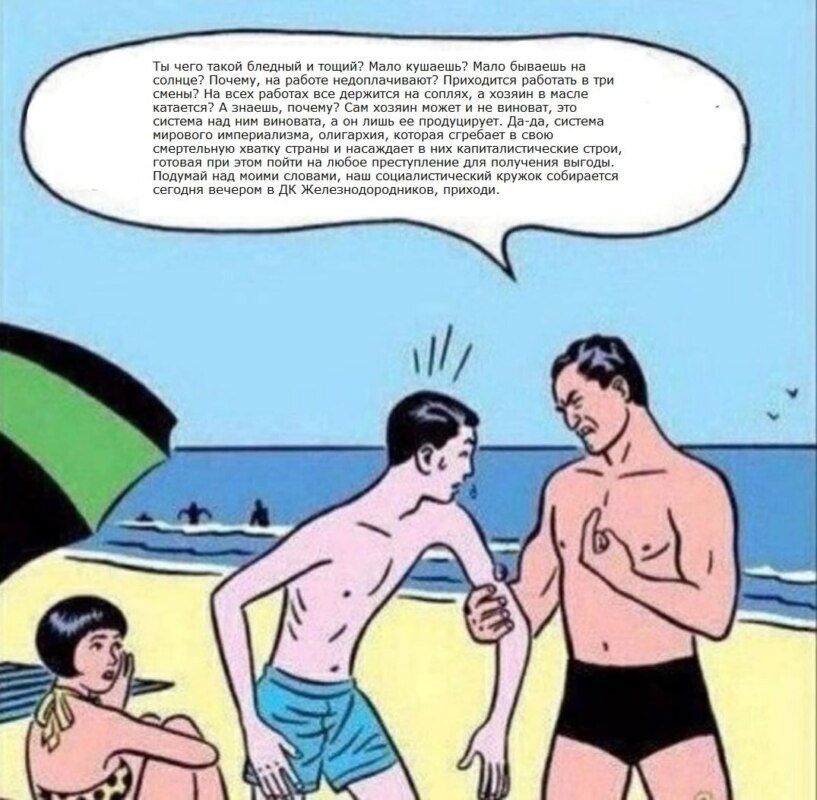 Ты чего такой бледный и тощий? Мало кушаешь? Мало бываешь на
солнце? Почему, на работе недоплачивают? Приходится работать в три
смены? На всех работах все держится на соплях, а хозяин в масле
катается? А знаешь, почему? Сам хозяин может и не виноват, это
система над ним виновата, а он лишь ее продуцирует. Да-да, система
мирового империализма, олигархия, которая сгребает в свою
смертельную хватку страны и насаждает в них капиталистические строи,
готовая при этом пойти на любое преступление для получения выгоды.
Подумай над моими словами, наш социалистический кружок собирается
сегодня вечером в ДК Железнодородников, приходи.